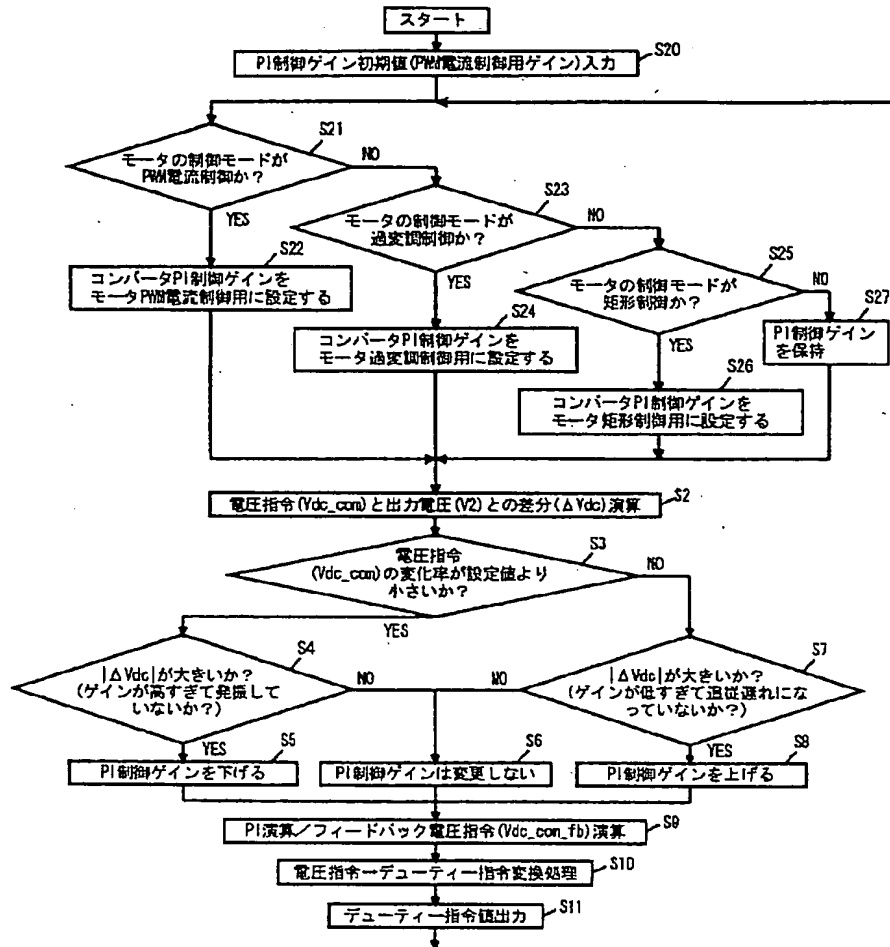 スタート
PI制御ゲイン初期値(PWM電流制御用ゲイン)入力
S20
モータの制御モードが
PWM電流制御か?
S21
NO
YES
モータの制御モードが
過変調制御か?
S23
NO
YES
S22
コンバータPI制御ゲインを
モータPWM電流制御用に設定する
モータの制御モードが
矩形制御か?
S25
NO
YES
S24
コンバータPI制御ゲインを
モータ過変調制御用に設定する
S27
PI制御ゲイン
を保持
S26
コンバータPI制御ゲインを
モータ矩形制御用に設定する
電圧指令(Vdc_com)と出力電圧(V2)との差分(ΔVdc)演算
S2
電圧指令
(Vdc_com)の変化率が設定値より
小さいか?
S3
NO
YES
|ΔVdc|が大きいか?
(ゲインが高すぎて発振して
いないか?)
S4
NO
YES
|ΔVdc|が大きいか?
(ゲインが低すぎて追従遅れにな
っていないか?)
S7
NO
YES
PI制御ゲインを下げる
S5
PI制御ゲインは変更しない
S6
PI制御ゲインを上げる
S8
PI演算/フィードバック電圧指令(Vdc_com_fb)演算
S9
電圧指令→デューティー指令変換処理
S10
デューティー指令値出力
S11